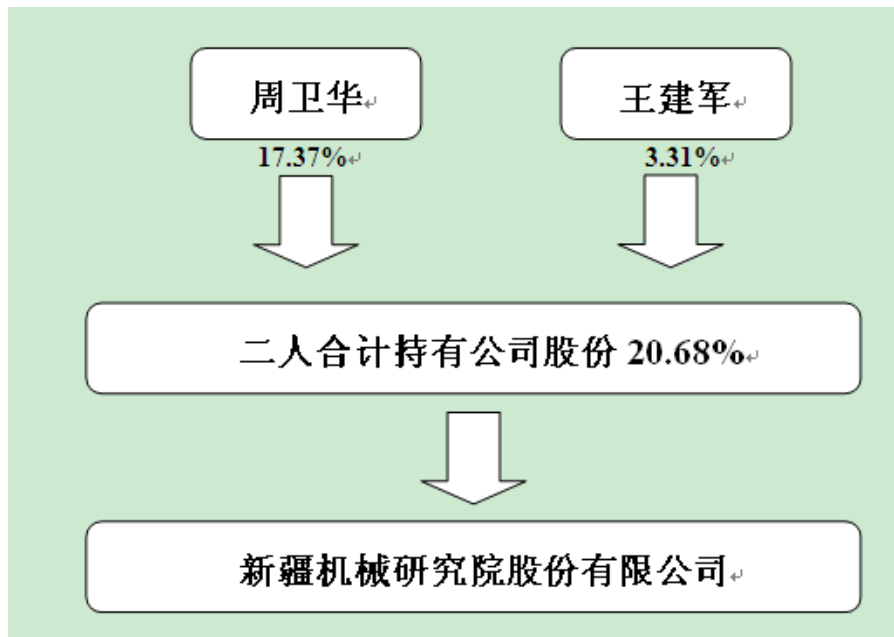 周卫华
王建军
17.37%
3.31%
二人合计持有公司股份 20.68%
新疆机械研究院股份有限公司